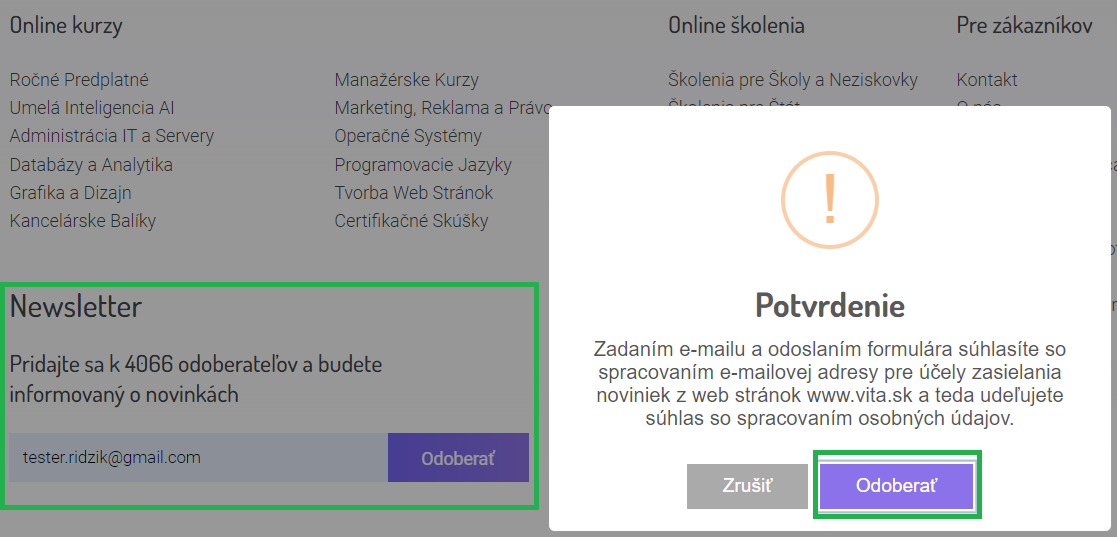 Online kurzy
Ročné Predplatné
Umelá Inteligencia AI
Administrácia IT a Servery
Databázy a Analytika
Grafika a Dizajn
Kancelárske Balíky
Manažérske Kurzy
Marketing, Reklama a Právo
Operačné Systémy
Programovacie Jazyky
Tvorba Web Stránok
Certifikačné Skúšky
Online školenia
Školenia pre Školy a Neziskovky
Školenia pre Štát
Pre zákazníkov
Kontakt
O nás
Newsletter
Pridajte sa k 4066 odoberateľov a budete
informovaný o novinkách
tester.ridzik@gmail.com
Odoberať
!
Potvrdenie
Zadaním e-mailu a odoslaním formulára súhlasíte so
spracovaním e-mailovej adresy pre účely zasielania
noviniek z web stránok www.vita.sk a teda udeľujete
súhlas so spracovaním osobných údajov.
Zrušiť
Odoberať